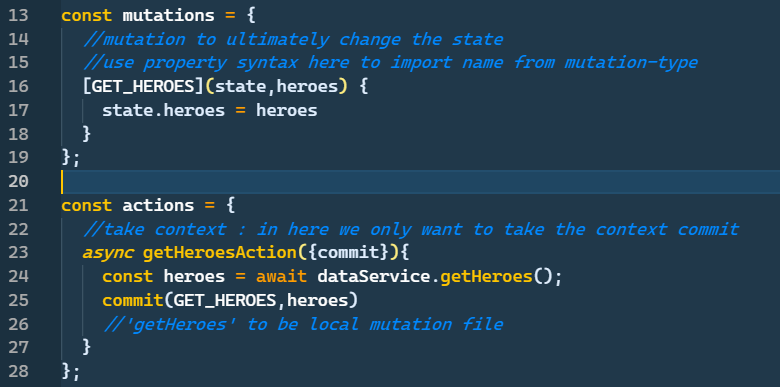 13 const mutations = {
14 //mutation to ultimately change the state
15 //use property syntax here to import name from mutation-type
16 [GET_HEROES](state,heroes) {
17 state.heroes = heroes
18 }
19 };
20
21 const actions = {
22 //take context : in here we only want to take the context commit
23 async getHeroesAction({commit}){
24 const heroes = await dataService.getHeroes();
25 commit(GET_HEROES,heroes)
26 //'getHeroes' to be local mutation file
27 }
28 };